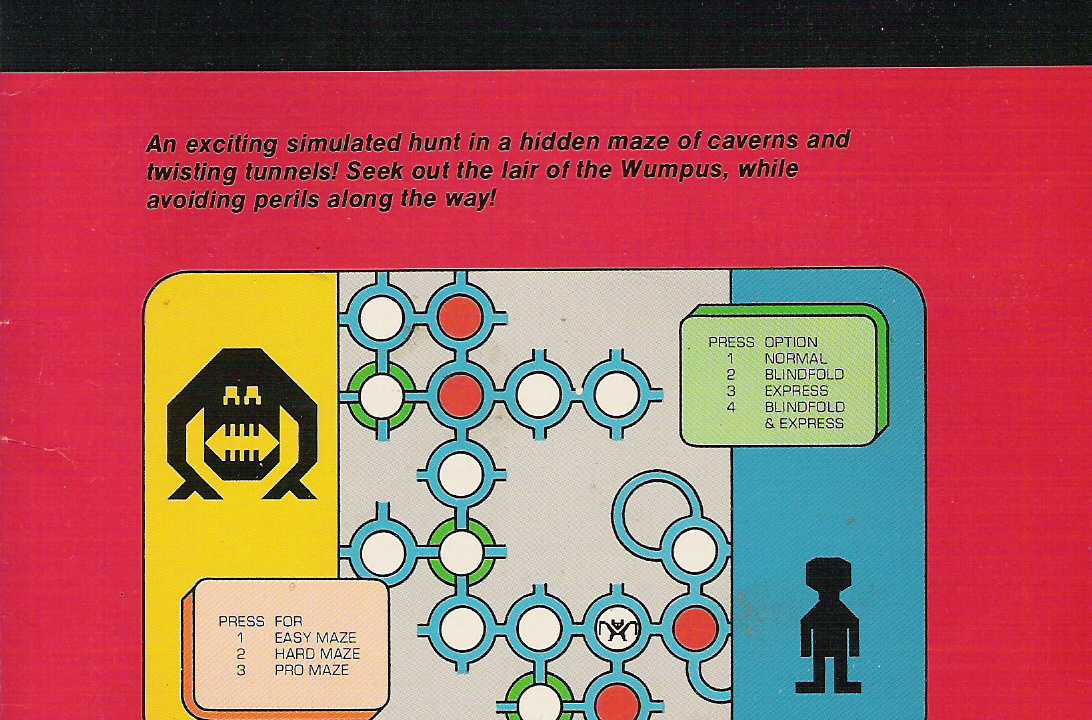 An exciting simulated hunt in a hidden maze of caverns and
twisting tunnels! Seek out the lair of the Wumpus, while
avoiding perils along the way!
PRESS OPTION
1 NORMAL
2 BLINDFOLD
3 EXPRESS
4 BLINDFOLD
& EXPRESS
PRESS FOR
1 EASY MAZE
2 HARD MAZE
3 PRO MAZE